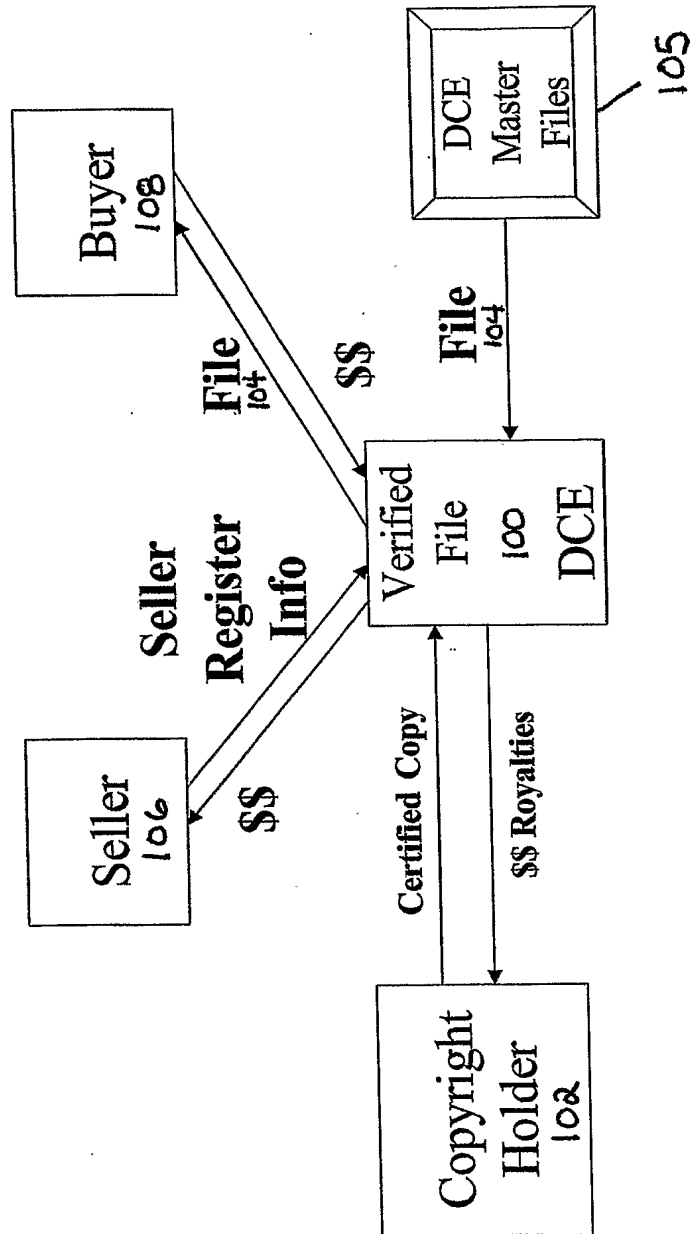 Seller
106
Buyer
108
Seller
Register
Info
File
104
$$
$$
Copyright
Holder
102
Certified Copy
$$ Royalties
Verified
File
100
DCE
File
104
DCE
Master
Files
105